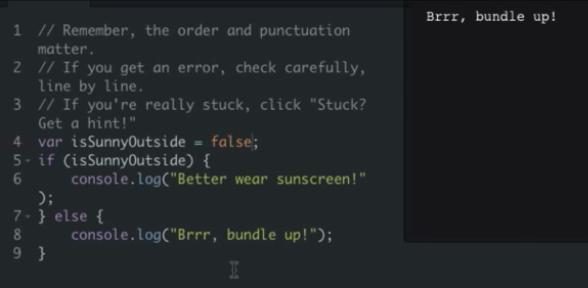 1 // Remember, the order and punctuation
matter.
2 // If you get an error, check carefully,
line by line.
3 // If you're really stuck, click "Stuck?
Get a hint!"
4 var isSunnyOutside = false;
5 if (isSunnyOutside) {
6     console.log("Better wear sunscreen!"
);
7 } else {
8     console.log("Brrr, bundle up!");
9 }
Brrr, bundle up!